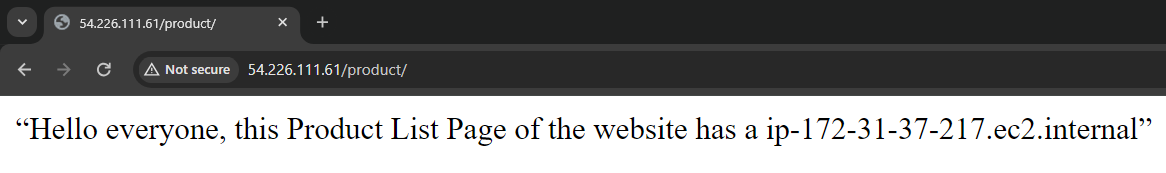 54.226.111.61/product/
Not secure 54.226.111.61/product/
“Hello everyone, this Product List Page of the website has a ip-172-31-37-217.ec2.internal”